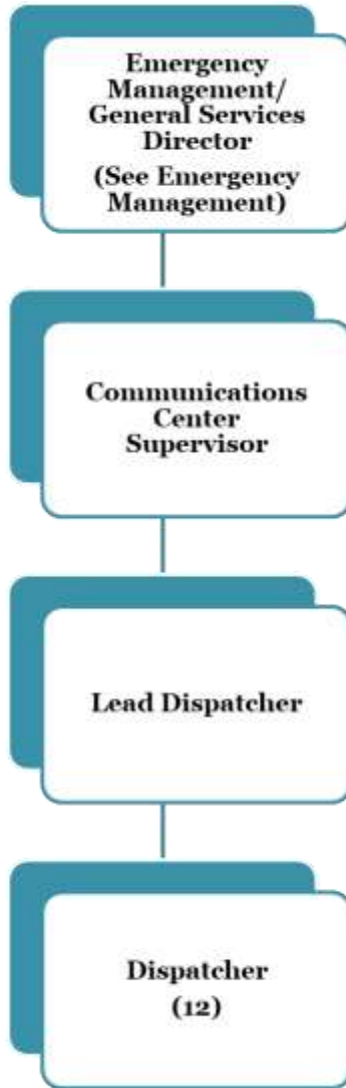 Emergency
Management/
General Services
Director
(See Emergency
Management)
Communications
Center
Supervisor
Lead Dispatcher
Dispatcher
(12)